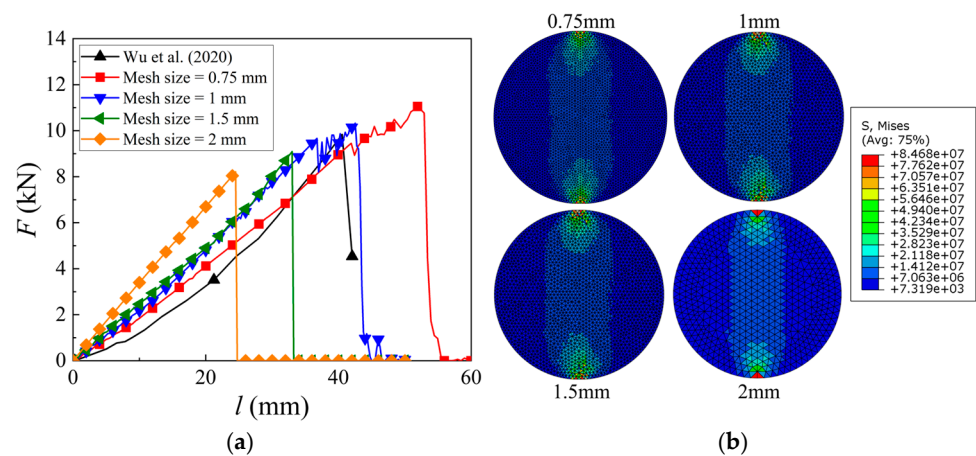 14
12
10
8
6
4
2
0
F (kN)
Wu et al. (2020)
Mesh size = 0.75 mm
Mesh size = 1 mm
Mesh size = 1.5 mm
Mesh size = 2 mm
0 20 40 60
l (mm)
(a)
0.75mm 1mm
1.5mm 2mm
S, Mises
(Avg: 75%)
+8.468e+07
+7.762e+07
+7.057e+07
+6.351e+07
+5.646e+07
+4.940e+07
+4.234e+07
+3.529e+07
+2.823e+07
+2.118e+07
+1.412e+07
+7.063e+06
+7.319e+03
(b)